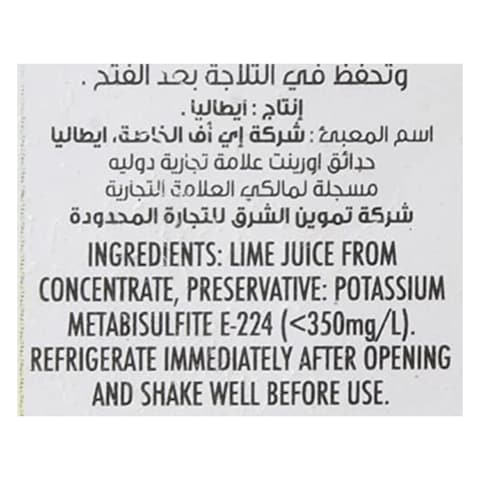 وتحفظ في الثلاجة بعد الفتح .
إنتاج : أيطاليا .
اسم المعبئ : شركة إي أف الخاصة، ايطاليا
حدائق اورينت علامة تجارية دوليه
مسجلة لمالكي العلامة التجارية
شركة تموين الشرق للتجارة المحدودة
INGREDIENTS: LIME JUICE FROM
CONCENTRATE, PRESERVATIVE: POTASSIUM
METABISULFITE E-224 (<350mg/L).
REFRIGERATE IMMEDIATELY AFTER OPENING
AND SHAKE WELL BEFORE USE.